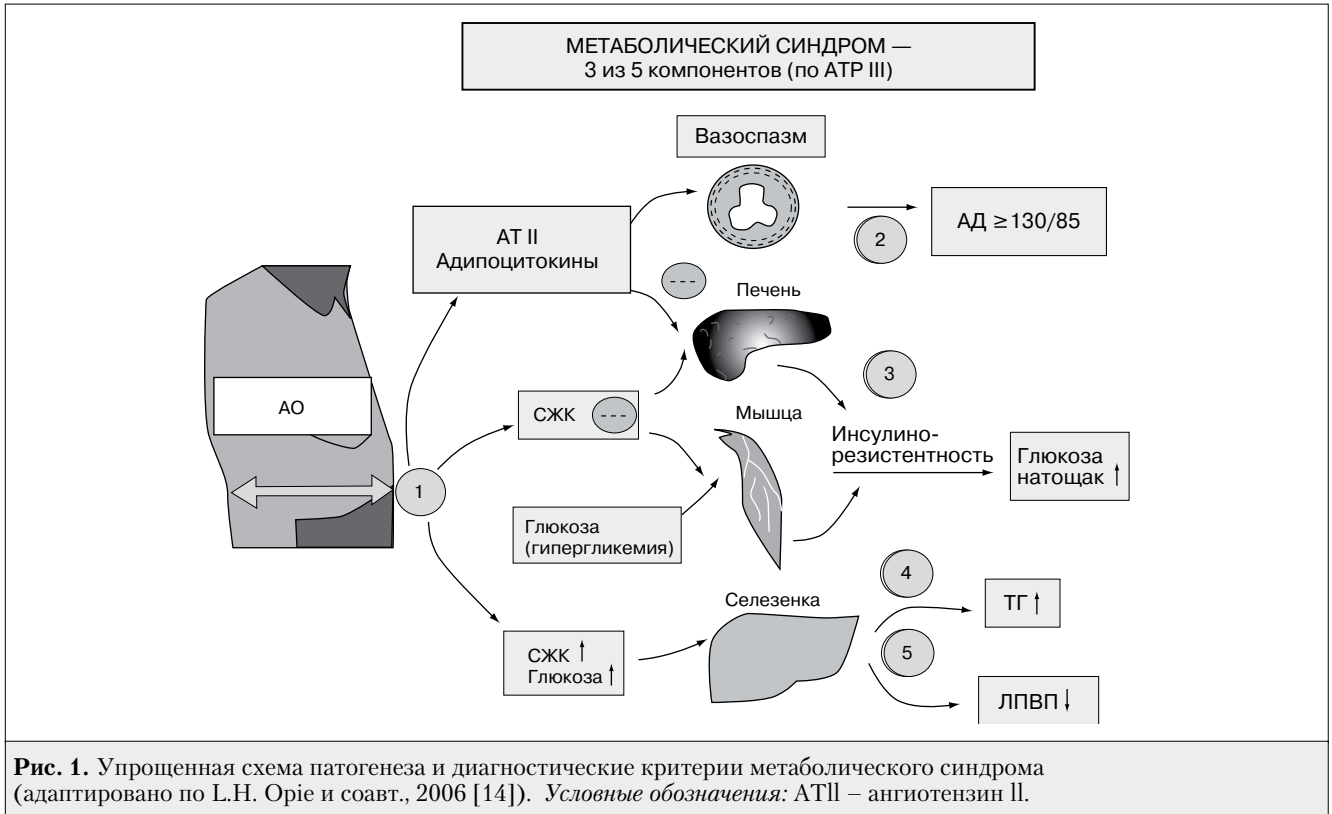 МЕТАБОЛИЧЕСКИЙ СИНДРОМ —
3 из 5 компонентов (по АТР III)
Вазоспазм
АТ II
Адипоцитокины
2
АД ≥130/85
---
Печень
АО
1
СЖК ---
3
Мышца
Инсулино-
резистентность
Глюкоза
натощак ↑
Глюкоза
(гипергликемия)
4
Селезенка
ТГ ↑
СЖК ↑
Глюкоза ↑
5
ЛПВП ↓
Рис. 1. Упрощенная схема патогенеза и диагностические критерии метаболического синдрома
(адаптировано по L.H. Opie и соавт., 2006 [14]). Условные обозначения: АТll – ангиотензин ll.